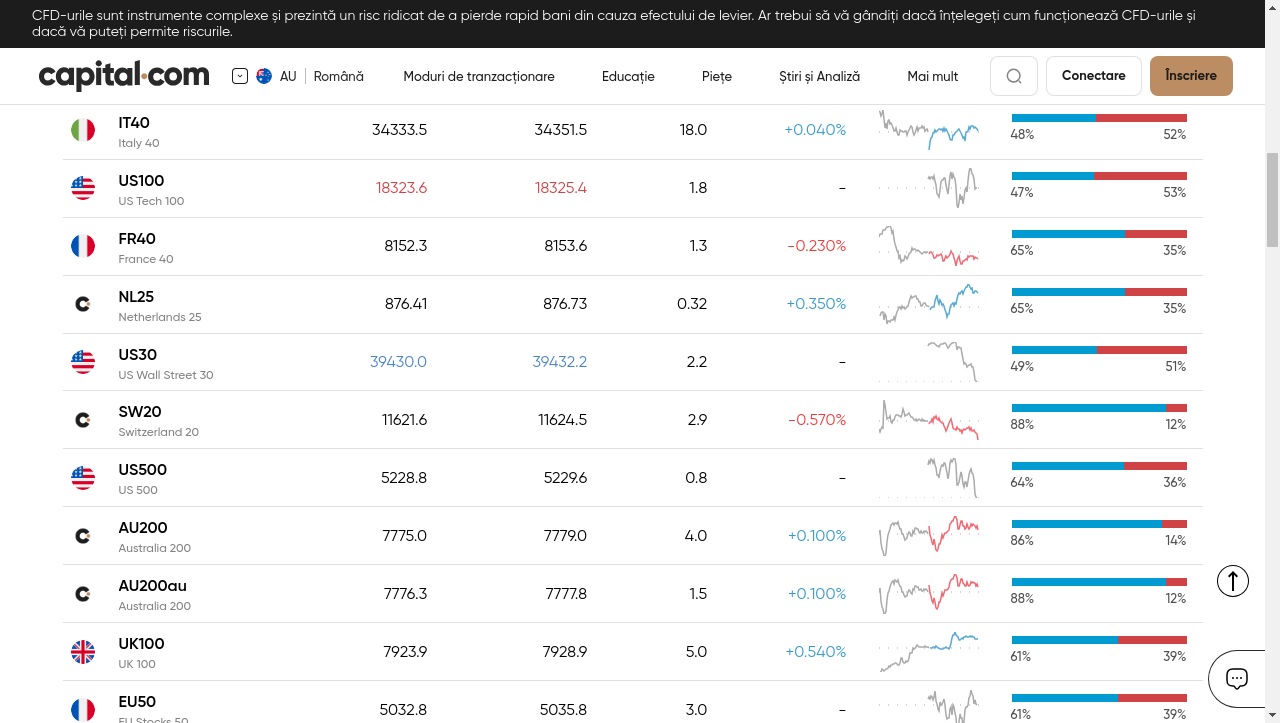 CFD-urile sunt instrumente complexe și prezintă un risc ridicat de a pierde rapid bani din cauza efectului de levier. Ar trebui să vă gândiți dacă înțelegeți cum funcționează CFD-urile și
dacă vă puteți permite riscurile.
capital.com AU Română Moduri de tranzacționare Educație Piețe Știri și Analiză Mai mult Conectare Înscriere
IT40 34333.5 34351.5 18.0 +0.040%
Italy 40 48% 52%
US100 18323.6 18325.4 1.8 -
US Tech 100 47% 53%
FR40 8152.3 8153.6 1.3 -0.230%
France 40 65% 35%
NL25 876.41 876.73 0.32 +0.350%
Netherlands 25 65% 35%
US30 39430.0 39432.2 2.2 -
US Wall Street 30 49% 51%
SW20 11621.6 11624.5 2.9 -0.570%
Switzerland 20 88% 12%
US500 5228.8 5229.6 0.8 -
US 500 64% 36%
AU200 7775.0 7779.0 4.0 +0.100%
Australia 200 86% 14%
AU200au 7776.3 7777.8 1.5 +0.100%
Australia 200 88% 12%
UK100 7923.9 7928.9 5.0 +0.540%
UK 100 61% 39%
EU50 5032.8 5035.8 3.0 -
EU Stocks 50 61% 39%